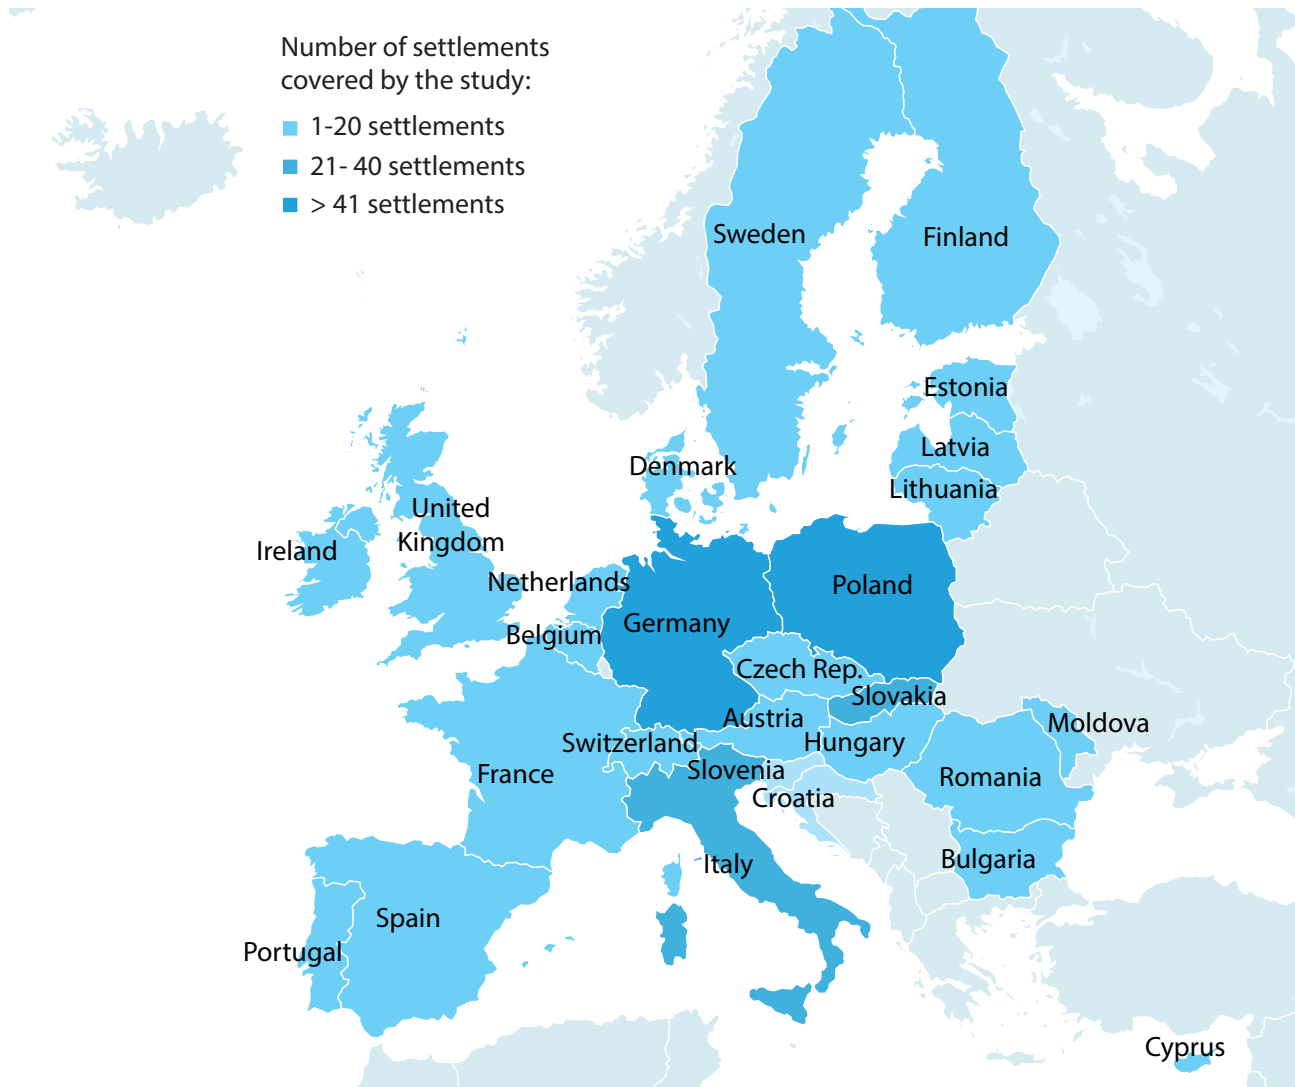 Number of settlements
covered by the study:
1-20 settlements
21- 40 settlements
> 41 settlements
Sweden
Finland
Estonia
Latvia
Denmark
Lithuania
United
Kingdom
Ireland
Netherlands
Poland
Germany
Belgium
Czech Rep.
Slovakia
Austria
Moldova
Switzerland
Hungary
Slovenia
France
Romania
Croatia
Italy
Bulgaria
Spain
Portugal
Cyprus